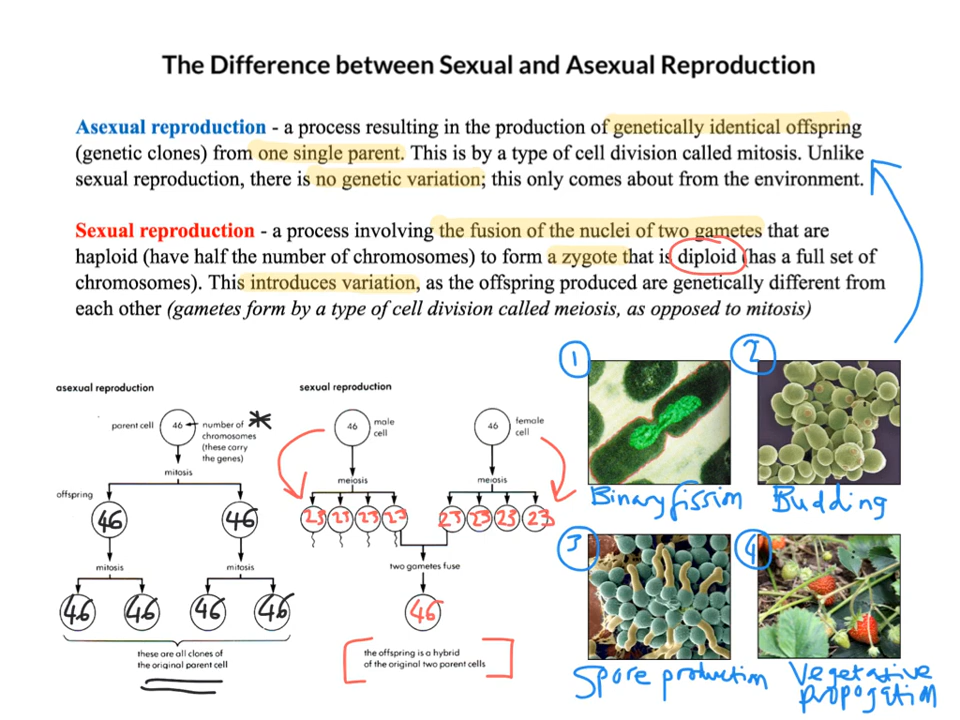 The Difference between Sexual and Asexual Reproduction
Asexual reproduction - a process resulting in the production of genetically identical offspring
(genetic clones) from one single parent. This is by a type of cell division called mitosis. Unlike
sexual reproduction, there is no genetic variation; this only comes about from the environment.
Sexual reproduction - a process involving the fusion of the nuclei of two gametes that are
haploid (have half the number of chromosomes) to form a zygote that is diploid (has a full set of
chromosomes). This introduces variation, as the offspring produced are genetically different from
each other (gametes form by a type of cell division called meiosis, as opposed to mitosis)
asexual reproduction
parent cell
46
number of
chromosomes
(these carry
the genes)
mitosis
offspring
46 46
mitosis mitosis
46 46 46 46
these are all clones of
the original parent cell
sexual reproduction
46
male
cell
46
female
cell
meiosis meiosis
23 23 23 23 23 23 23 23
two gametes fuse
46
the offspring is a hybrid
of the original two parent cells
1
Binary fission
2
Budding
3
Spore production
4
Vegetative
propogation